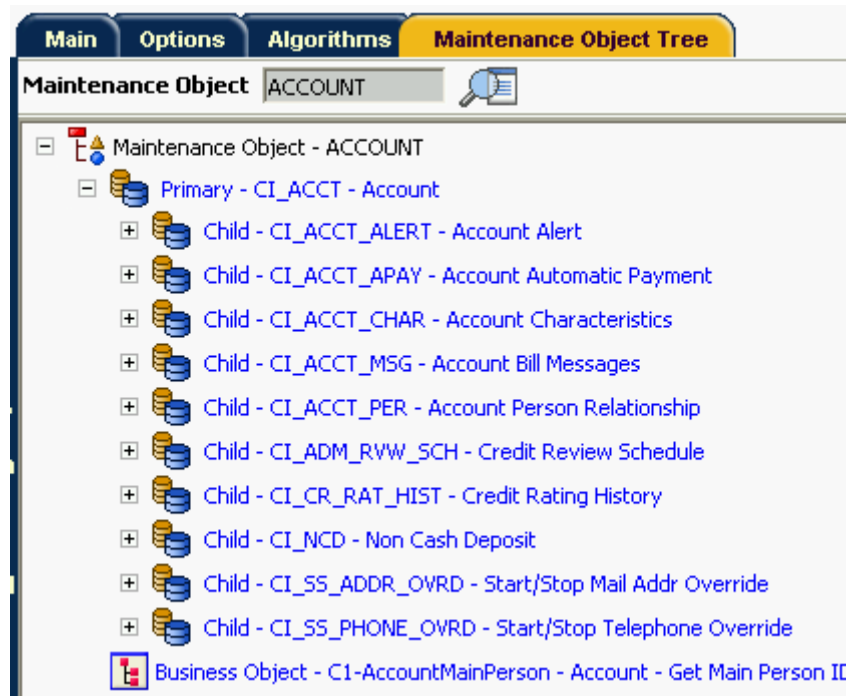 Main Options Algorithms Maintenance Object Tree
Maintenance Object ACCOUNT
Maintenance Object - ACCOUNT
Primary - CI_ACCT - Account
Child - CI_ACCT_ALERT - Account Alert
Child - CI_ACCT_APAY - Account Automatic Payment
Child - CI_ACCT_CHAR - Account Characteristics
Child - CI_ACCT_MSG - Account Bill Messages
Child - CI_ACCT_PER - Account Person Relationship
Child - CI_ADM_RVW_SCH - Credit Review Schedule
Child - CI_CR_RAT_HIST - Credit Rating History
Child - CI_NCD - Non Cash Deposit
Child - CI_SS_ADDR_OVRD - Start/Stop Mail Addr Override
Child - CI_SS_PHONE_OVRD - Start/Stop Telephone Override
Business Object - C1-AccountMainPerson - Account - Get Main Person ID